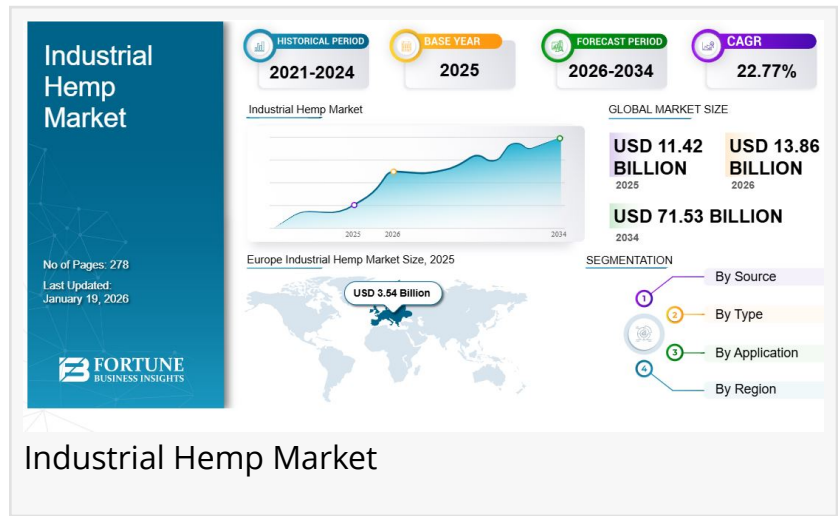 Industrial
Hemp
Market
No of Pages: 278
Last Updated:
January 19, 2026
FORTUNE
BUSINESS INSIGHTS
HISTORICAL PERIOD
2021-2024
BASE YEAR
2025
FORECAST PERIOD
2026-2034
CAGR
22.77%
Industrial Hemp Market
2025
2026
2034
GLOBAL MARKET SIZE
USD 11.42
BILLION
2025
USD 13.86
BILLION
2026
USD 71.53 BILLION
2034
Europe Industrial Hemp Market Size, 2025
USD 3.54 Billion
SEGMENTATION
1
By Source
2
By Type
3
By Application
4
By Region
Industrial Hemp Market